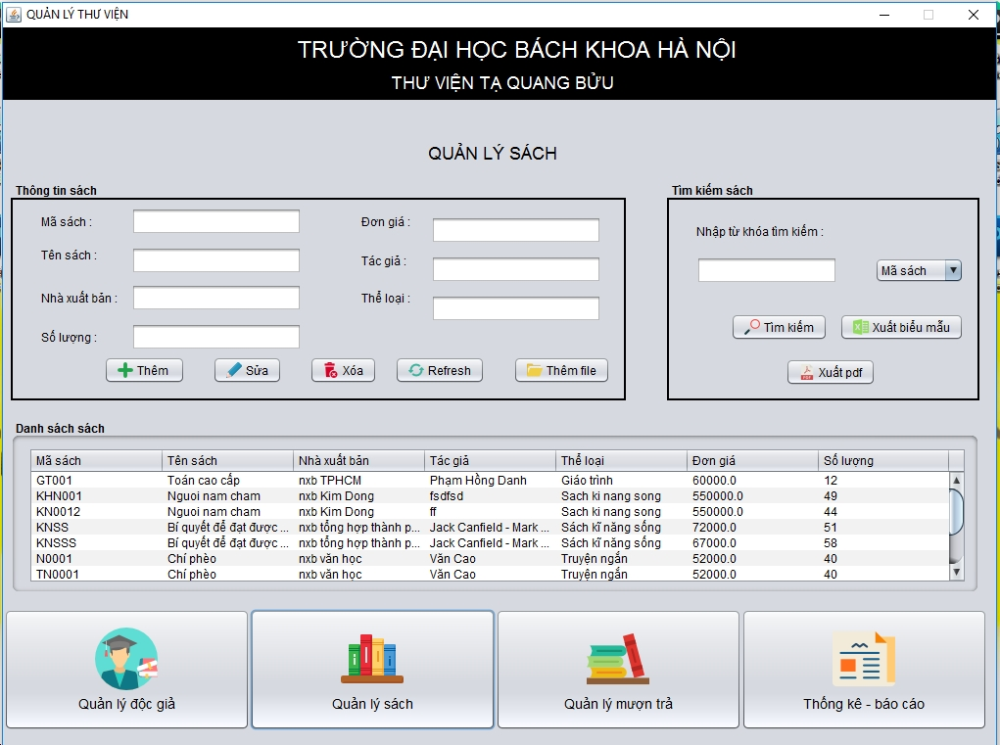 QUẢN LÝ THƯ VIỆN
TRƯỜNG ĐẠI HỌC BÁCH KHOA HÀ NỘI
THƯ VIỆN TẠ QUANG BỬU
QUẢN LÝ SÁCH
Thông tin sách
Mã sách :
Tên sách :
Nhà xuất bản :
Số lượng :
Đơn giá :
Tác giả :
Thể loại :
Thêm Sửa Xóa Refresh Thêm file
Tìm kiếm sách
Nhập từ khóa tìm kiếm :
Mã sách
Tìm kiếm Xuất biểu mẫu
Xuất pdf
Danh sách sách
Mã sách Tên sách Nhà xuất bản Tác giả Thể loại Đơn giá Số lượng
GT001 Toán cao cấp nxb TPHCM Phạm Hồng Danh Giáo trình 60000.0 12
KHN001 Nguoi nam cham nxb Kim Dong fsdfsd Sach ki nang song 550000.0 49
KN0012 Nguoi nam cham nxb Kim Dong ff Sach ki nang song 550000.0 44
KNSS Bí quyết để đạt được ... nxb tổng hợp thành p... Jack Canfield - Mark ... Sách kĩ năng sống 72000.0 51
KNSSS Bí quyết để đạt được ... nxb tổng hợp thành p... Jack Canfield - Mark ... Sách kĩ năng sống 67000.0 58
N0001 Chí phèo nxb văn học Văn Cao Truyện ngắn 52000.0 40
TN0001 Chí phèo nxb văn học Văn Cao Truyện ngắn 52000.0 40
Quản lý độc giả Quản lý sách Quản lý mượn trả Thống kê - báo cáo